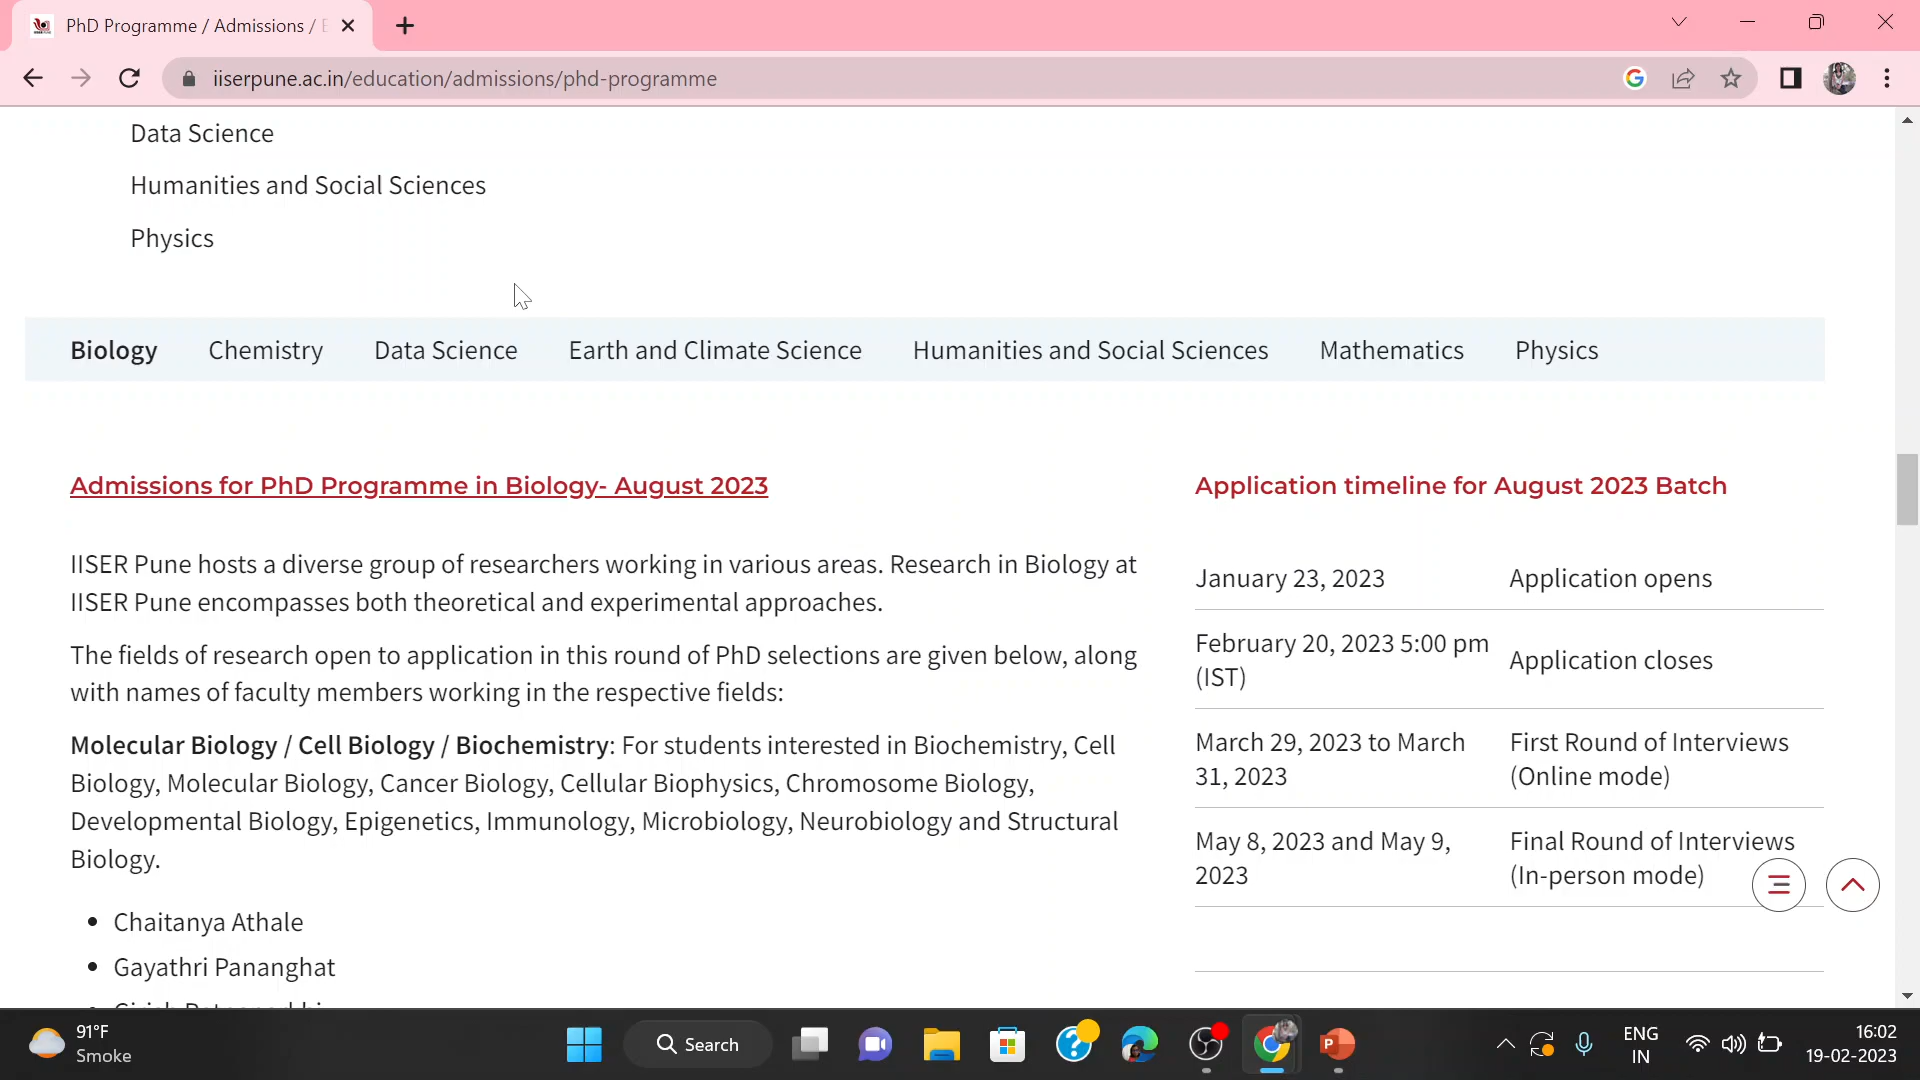 PhD Programme / Admissions /
iiserpune.ac.in/education/admissions/phd-programme
Data Science
Humanities and Social Sciences
Physics
Biology Chemistry Data Science Earth and Climate Science Humanities and Social Sciences Mathematics Physics
Admissions for PhD Programme in Biology- August 2023
IISER Pune hosts a diverse group of researchers working in various areas. Research in Biology at
IISER Pune encompasses both theoretical and experimental approaches.
The fields of research open to application in this round of PhD selections are given below, along
with names of faculty members working in the respective fields:
Molecular Biology / Cell Biology / Biochemistry: For students interested in Biochemistry, Cell
Biology, Molecular Biology, Cancer Biology, Cellular Biophysics, Chromosome Biology,
Developmental Biology, Epigenetics, Immunology, Microbiology, Neurobiology and Structural
Biology.
• Chaitanya Athale
• Gayathri Pananghat
Application timeline for August 2023 Batch
January 23, 2023 Application opens
February 20, 2023 5:00 pm
(IST)
Application closes
March 29, 2023 to March
31, 2023
First Round of Interviews
(Online mode)
May 8, 2023 and May 9,
2023
Final Round of Interviews
(In-person mode)
91°F
Smoke
Search
ENG
IN
16:02
19-02-2023